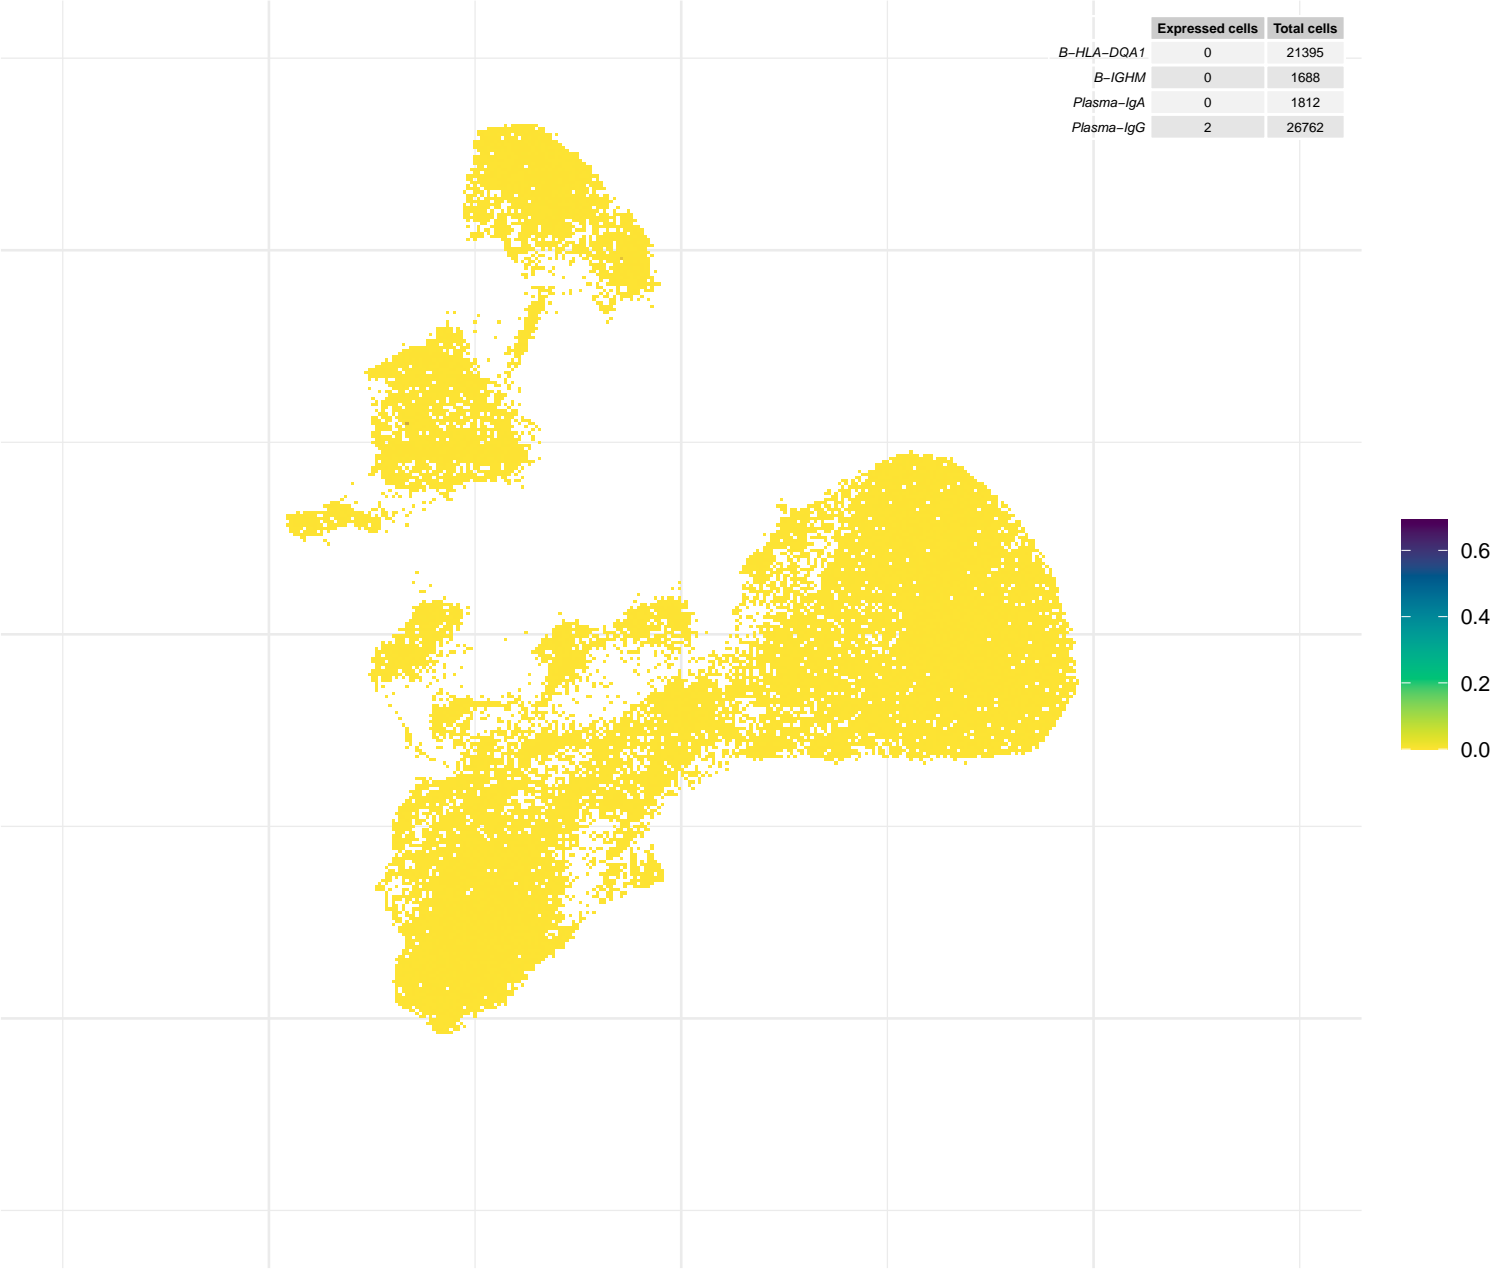 Expressed cells Total cells
B−HLA−DQA1 0 21395
B−IGHM 0 1688
Plasma−IgA 0 1812
Plasma−IgG 2 26762
0.6
0.4
0.2
0.0